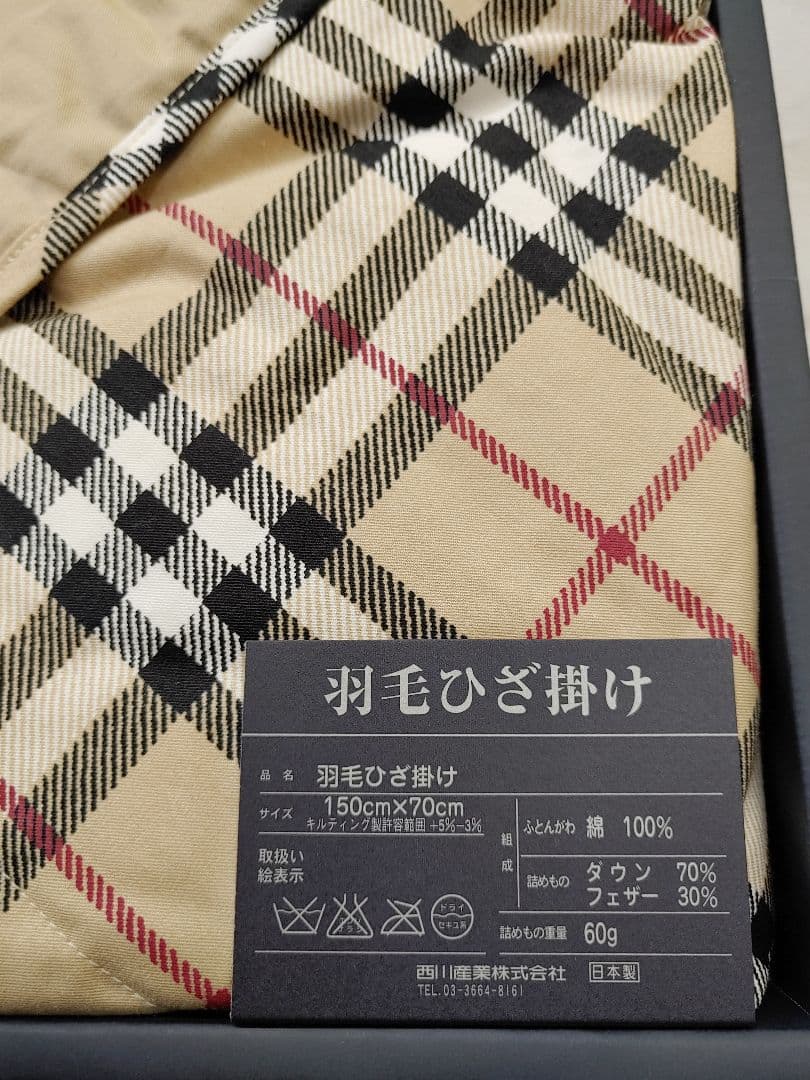 羽毛ひざ掛け
品名 羽毛ひざ掛け
サイズ 150cm×70cm
キルティング製許容範囲 +5%−3%
取扱い
絵表示
ドライ
セキユ系
組成
ふとんがわ 綿 100%
詰めもの ダウン 70%
フェザー 30%
詰めもの重量 60g
西川産業株式会社 日本製
TEL.03-3664-8161